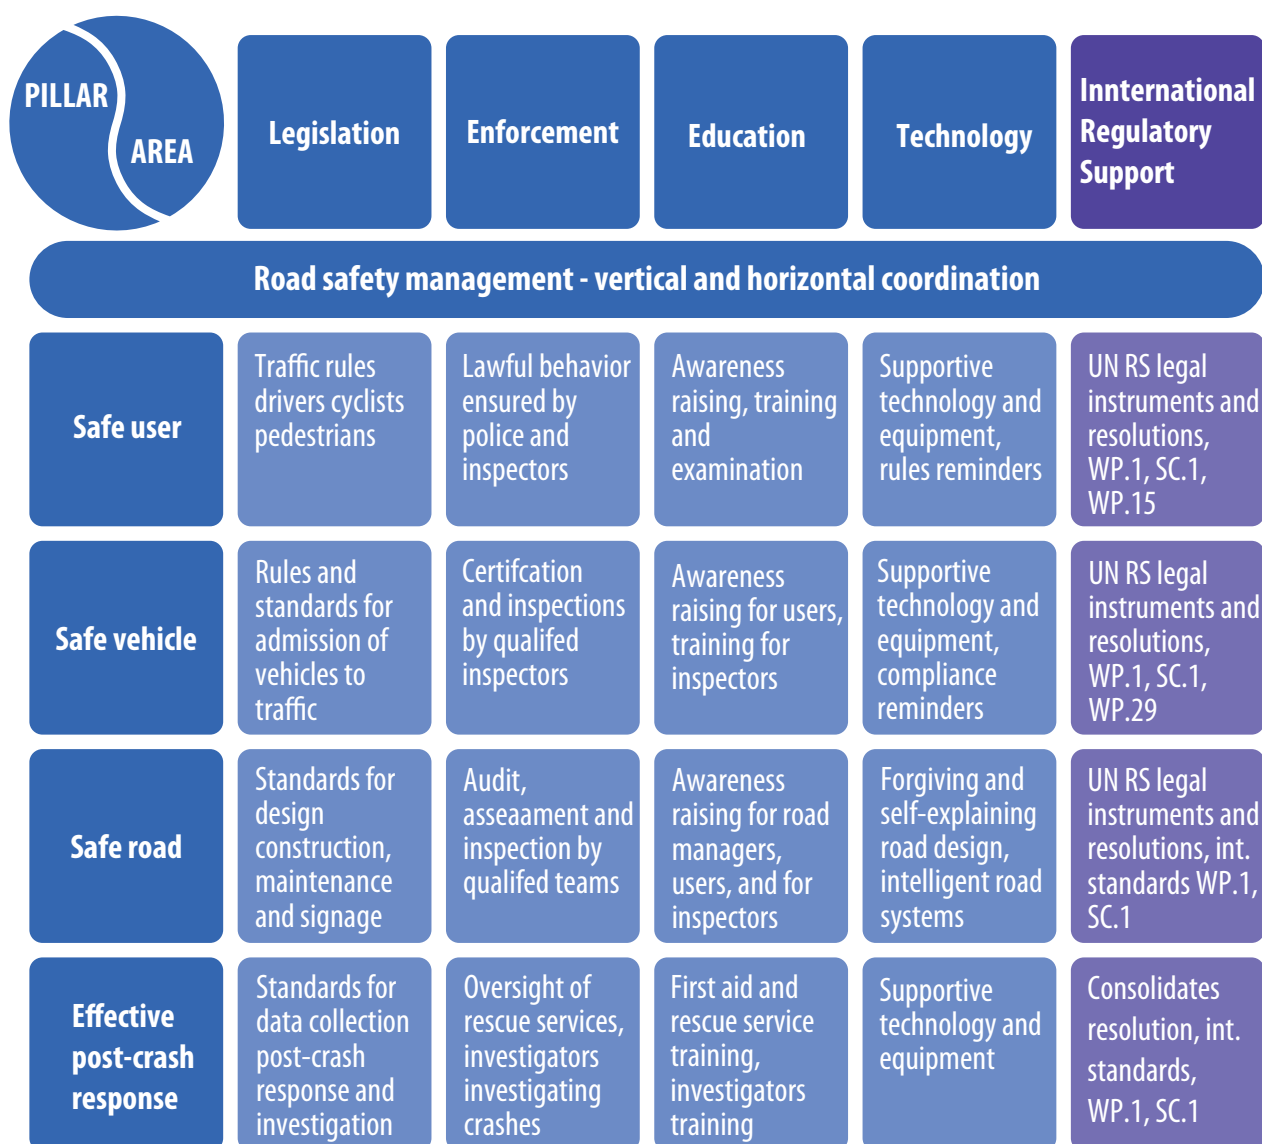 PILLAR
AREA
Legislation
Enforcement
Education
Technology
Innternational
Regulatory
Support
Road safety management - vertical and horizontal coordination
Safe user
Traffic rules
drivers cyclists
pedestrians
Lawful behavior
ensured by
police and
inspectors
Awareness
raising, training
and
examination
Supportive
technology and
equipment,
rules reminders
UN RS legal
instruments and
resolutions,
WP.1, SC.1,
WP.15
Safe vehicle
Rules and
standards for
admission of
vehicles to
traffic
Certifcation
and inspections
by qualifed
inspectors
Awareness
raising for users,
training for
inspectors
Supportive
technology and
equipment,
compliance
reminders
UN RS legal
instruments and
resolutions,
WP.1, SC.1,
WP.29
Safe road
Standards for
design
construction,
maintenance
and signage
Audit,
asseaament and
inspection by
qualifed teams
Awareness
raising for road
managers,
users, and for
inspectors
Forgiving and
self-explaining
road design,
intelligent road
systems
UN RS legal
instruments and
resolutions, int.
standards WP.1,
SC.1
Effective
post-crash
response
Standards for
data collection
post-crash
response and
investigation
Oversight of
rescue services,
investigators
investigating
crashes
First aid and
rescue service
training,
investigators
training
Supportive
technology and
equipment
Consolidates
resolution, int.
standards,
WP.1, SC.1